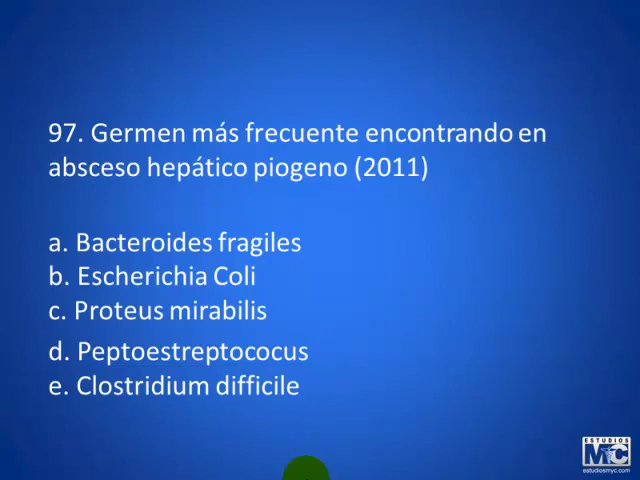 97. Germen más frecuente encontrando en
absceso hepático piogeno (2011)
a. Bacteroides fragiles
b. Escherichia Coli
c. Proteus mirabilis
d. Peptoestreptococus
e. Clostridium difficile
ESTUDIOS
MyC
estudiosmyc.com